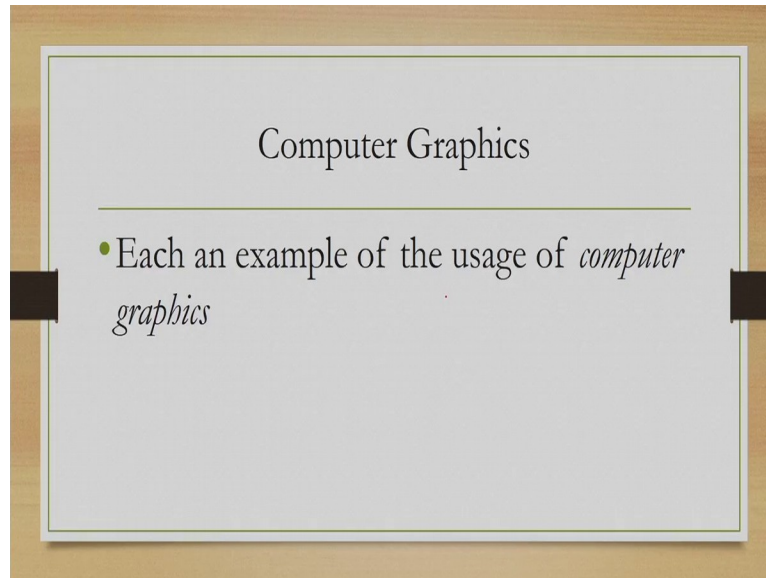 Computer Graphics
•Each an example of the usage of computer
graphics